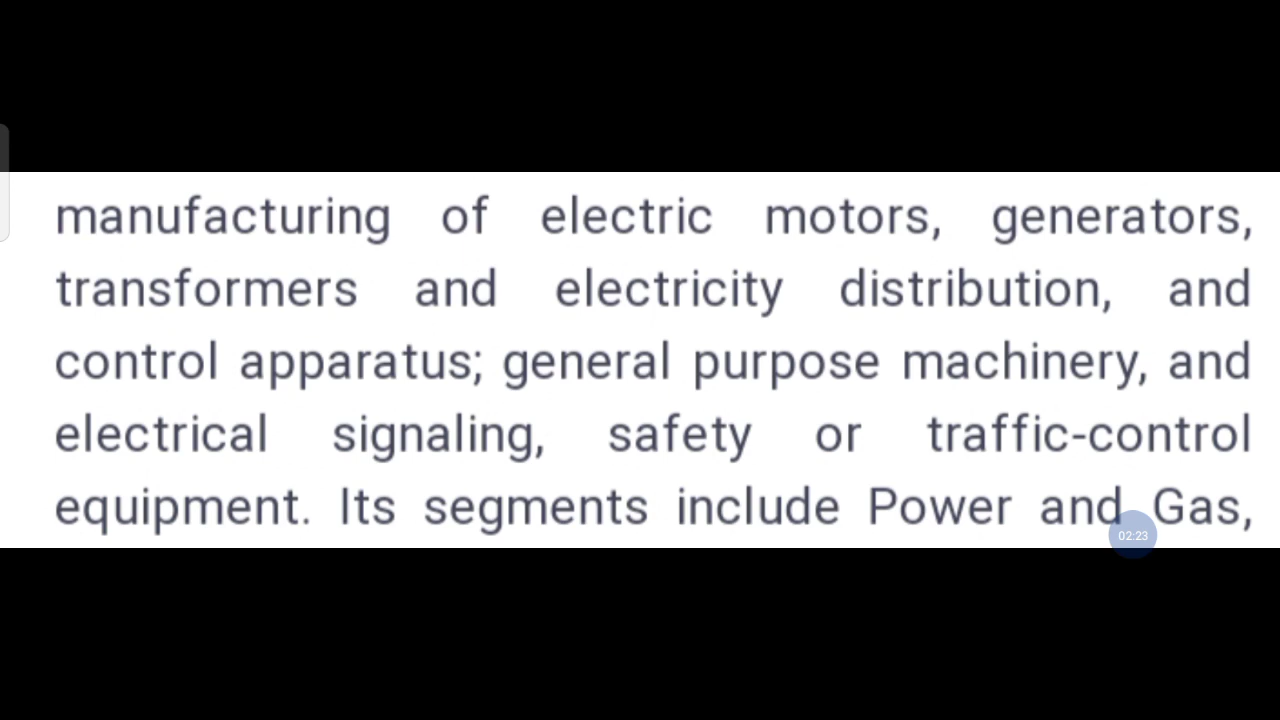 manufacturing of electric motors, generators,
transformers and electricity distribution, and
control apparatus; general purpose machinery, and
electrical signaling, safety or traffic-control
equipment. Its segments include Power and Gas,
02:23